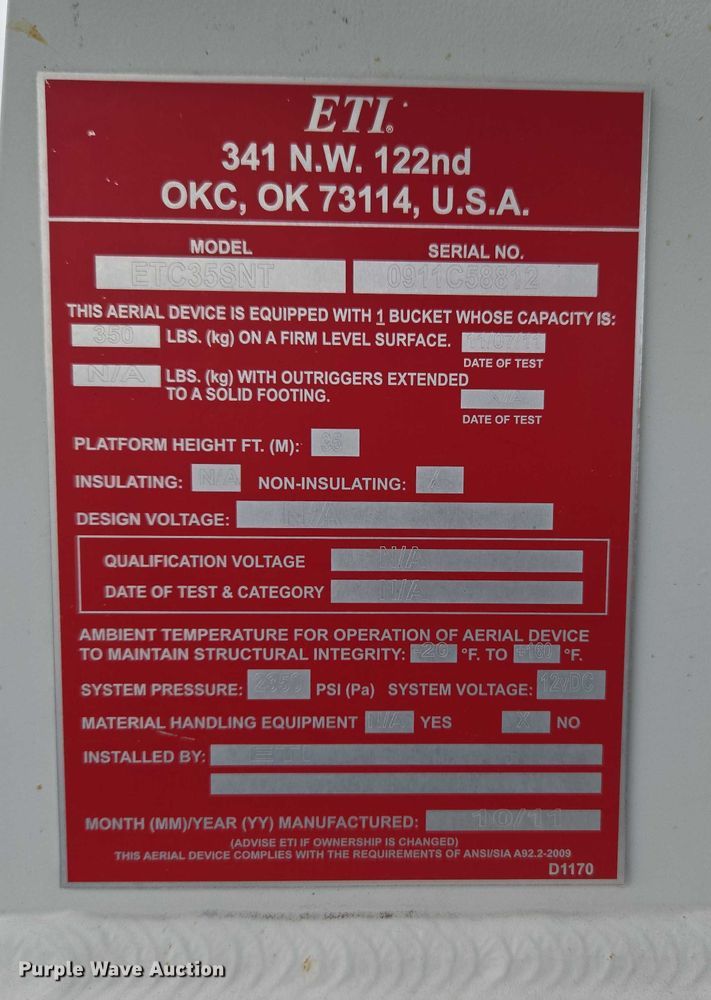 ETI®
341 N.W. 122nd
OKC, OK 73114, U.S.A.
MODEL SERIAL NO.
ETC35SNT 0911C58812
THIS AERIAL DEVICE IS EQUIPPED WITH 1 BUCKET WHOSE CAPACITY IS:
350 LBS. (kg) ON A FIRM LEVEL SURFACE. 11/07/11
DATE OF TEST
N/A LBS. (kg) WITH OUTRIGGERS EXTENDED
TO A SOLID FOOTING. N/A
DATE OF TEST
PLATFORM HEIGHT FT. (M):
INSULATING: N/A NON-INSULATING: X
DESIGN VOLTAGE: N/A
QUALIFICATION VOLTAGE N/A
DATE OF TEST & CATEGORY N/A
AMBIENT TEMPERATURE FOR OPERATION OF AERIAL DEVICE
TO MAINTAIN STRUCTURAL INTEGRITY: °F. TO °F.
SYSTEM PRESSURE: PSI (Pa) SYSTEM VOLTAGE: 12vDC
MATERIAL HANDLING EQUIPMENT N/A YES X NO
INSTALLED BY: ETI
MONTH (MM)/YEAR (YY) MANUFACTURED: 10/11
(ADVISE ETI IF OWNERSHIP IS CHANGED)
THIS AERIAL DEVICE COMPLIES WITH THE REQUIREMENTS OF ANSI/SIA A92.2-2009
D1170
Purple Wave Auction